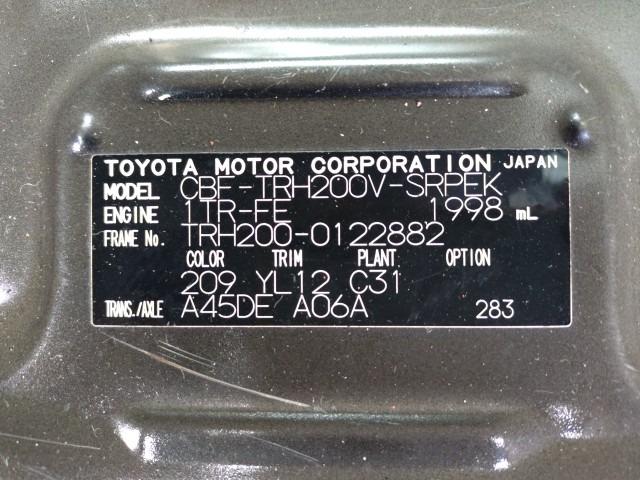 TOYOTA MOTOR CORPORATION JAPAN
MODEL CBF-TRH200V-SRPEK
ENGINE 1TR-FE 1998 mL
FRAME No. TRH200-0122882
COLOR TRIM PLANT OPTION
209 YL12 C31
TRANS./AXLE A45DE A06A 283